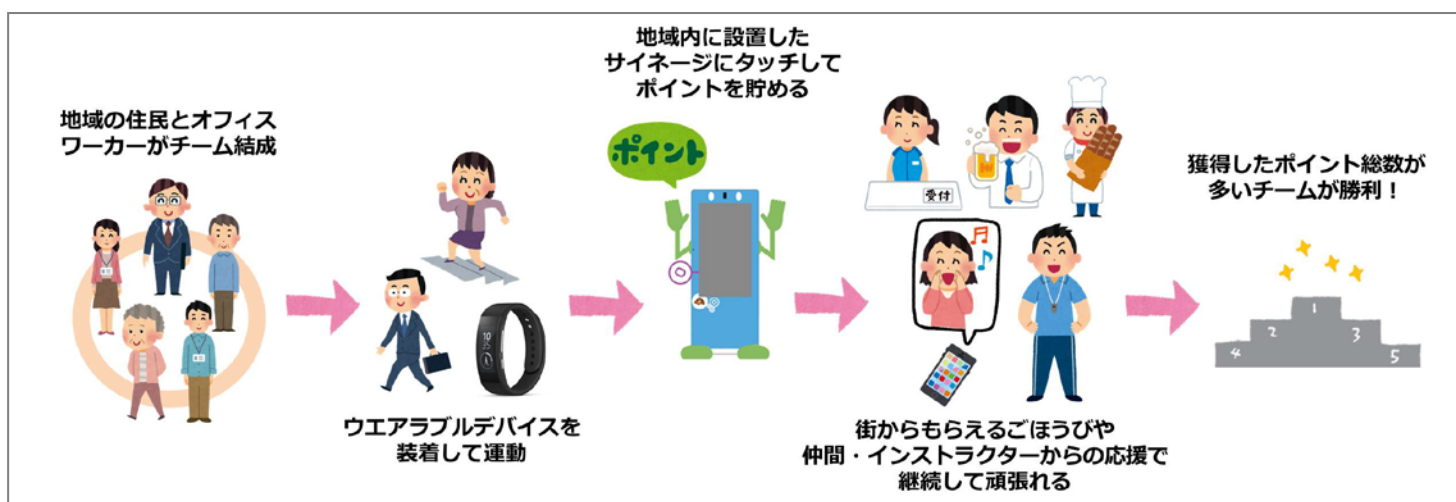 地域の住民とオフィス
ワーカーがチーム結成
ウエアラブルデバイスを
装着して運動
地域内に設置した
サイネージにタッチして
ポイントを貯める
ポイント
受付
街からもらえるごほうびや
仲間・インストラクターからの応援で
継続して頑張れる
獲得したポイント総数が
多いチームが勝利！
1
2
3
4
5